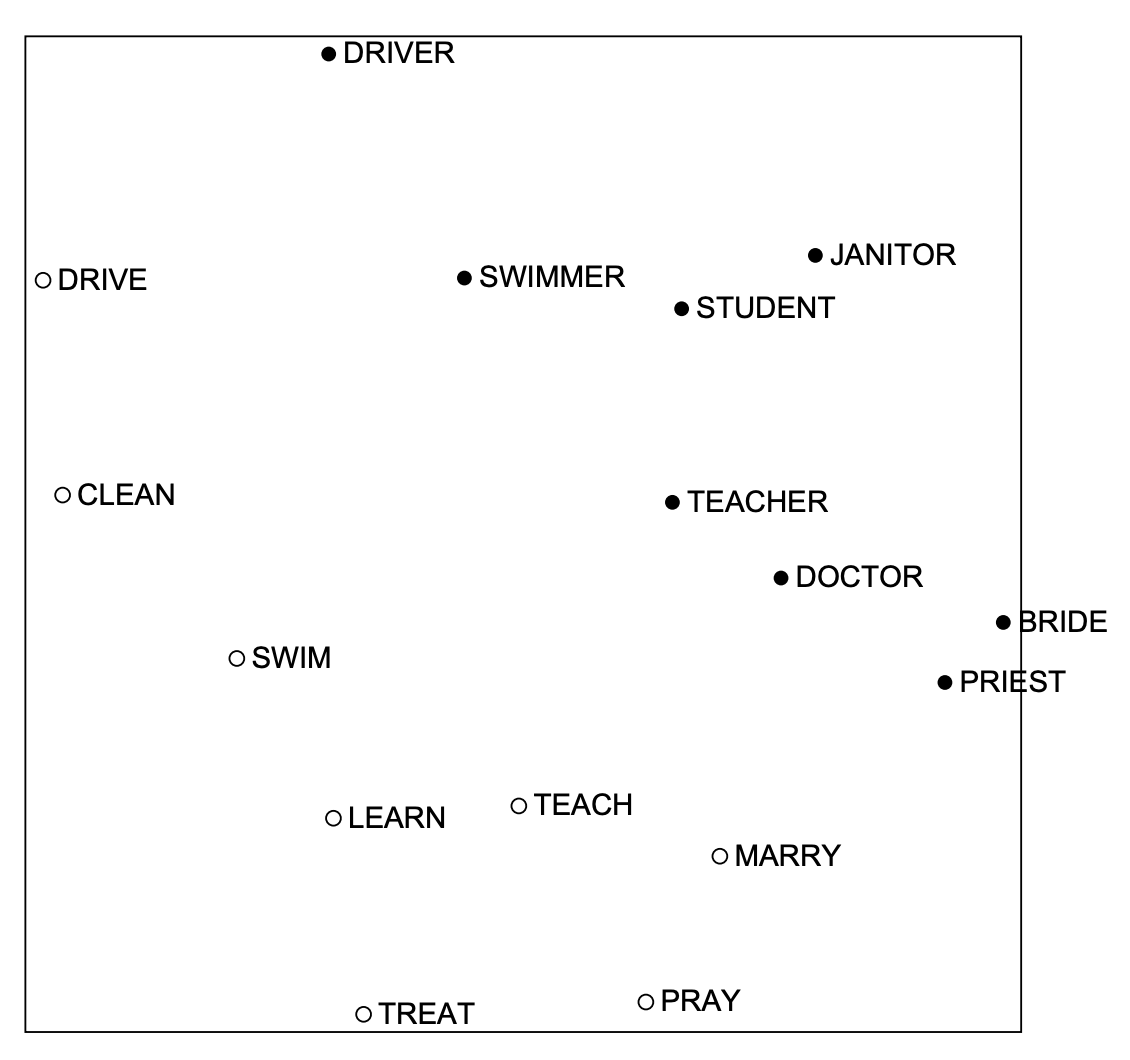 DRIVER
JANITOR
DRIVE
SWIMMER
STUDENT
CLEAN
TEACHER
DOCTOR
BRIDE
SWIM
PRIEST
TEACH
LEARN
MARRY
PRAY
TREAT